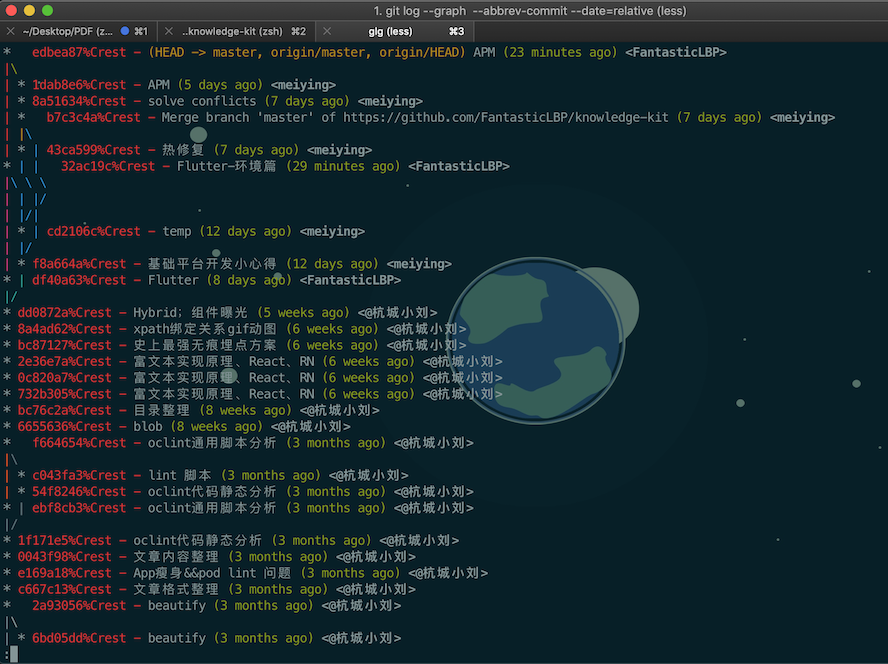 1. git log --graph --abbrev-commit --date=relative (less)
~/Desktop/PDF (z... ⌘1 ..knowledge-kit (zsh) ⌘2 glg (less) ⌘3
*   edbea87%Crest - (HEAD -> master, origin/master, origin/HEAD) APM (23 minutes ago) <FantasticLBP>
|\
| * 1dab8e6%Crest - APM (5 days ago) <meiying>
| * 8a51634%Crest - solve conflicts (7 days ago) <meiying>
| *   b7c3c4a%Crest - Merge branch 'master' of https://github.com/FantasticLBP/knowledge-kit (7 days ago) <meiying>
| |\
| * | 43ca599%Crest - 热修复 (7 days ago) <meiying>
* | |   32ac19c%Crest - Flutter-环境篇 (29 minutes ago) <FantasticLBP>
|\ \ \
| | |/
| |/|
| * | cd2106c%Crest - temp (12 days ago) <meiying>
| |/
| * f8a664a%Crest - 基础平台开发小心得 (12 days ago) <meiying>
* | df40a63%Crest - Flutter (8 days ago) <FantasticLBP>
|/
* dd0872a%Crest - Hybrid; 组件曝光 (5 weeks ago) <@杭城小刘>
* 8a4ad62%Crest - xpath绑定关系gif动图 (6 weeks ago) <@杭城小刘>
* bc87127%Crest - 史上最强无痕埋点方案 (6 weeks ago) <@杭城小刘>
* 2e36e7a%Crest - 富文本实现原理、React、RN (6 weeks ago) <@杭城小刘>
* 0c820a7%Crest - 富文本实现原理、React、RN (6 weeks ago) <@杭城小刘>
* 732b305%Crest - 富文本实现原理、React、RN (6 weeks ago) <@杭城小刘>
* bc76c2a%Crest - 目录整理 (8 weeks ago) <@杭城小刘>
* 6655636%Crest - blob (8 weeks ago) <@杭城小刘>
*   f664654%Crest - oclint通用脚本分析 (3 months ago) <@杭城小刘>
|\
| * c043fa3%Crest - lint 脚本 (3 months ago) <@杭城小刘>
| * 54f8246%Crest - oclint代码静态分析 (3 months ago) <@杭城小刘>
* | ebf8cb3%Crest - oclint通用脚本分析 (3 months ago) <@杭城小刘>
|/
* 1f171e5%Crest - oclint代码静态分析 (3 months ago) <@杭城小刘>
* 0043f98%Crest - 文章内容整理 (3 months ago) <@杭城小刘>
* e169a18%Crest - App瘦身&&pod lint 问题 (3 months ago) <@杭城小刘>
* c667c13%Crest - 文章格式整理 (3 months ago) <@杭城小刘>
*   2a93056%Crest - beautify (3 months ago) <@杭城小刘>
|\
| * 6bd05dd%Crest - beautify (3 months ago) <@杭城小刘>
: